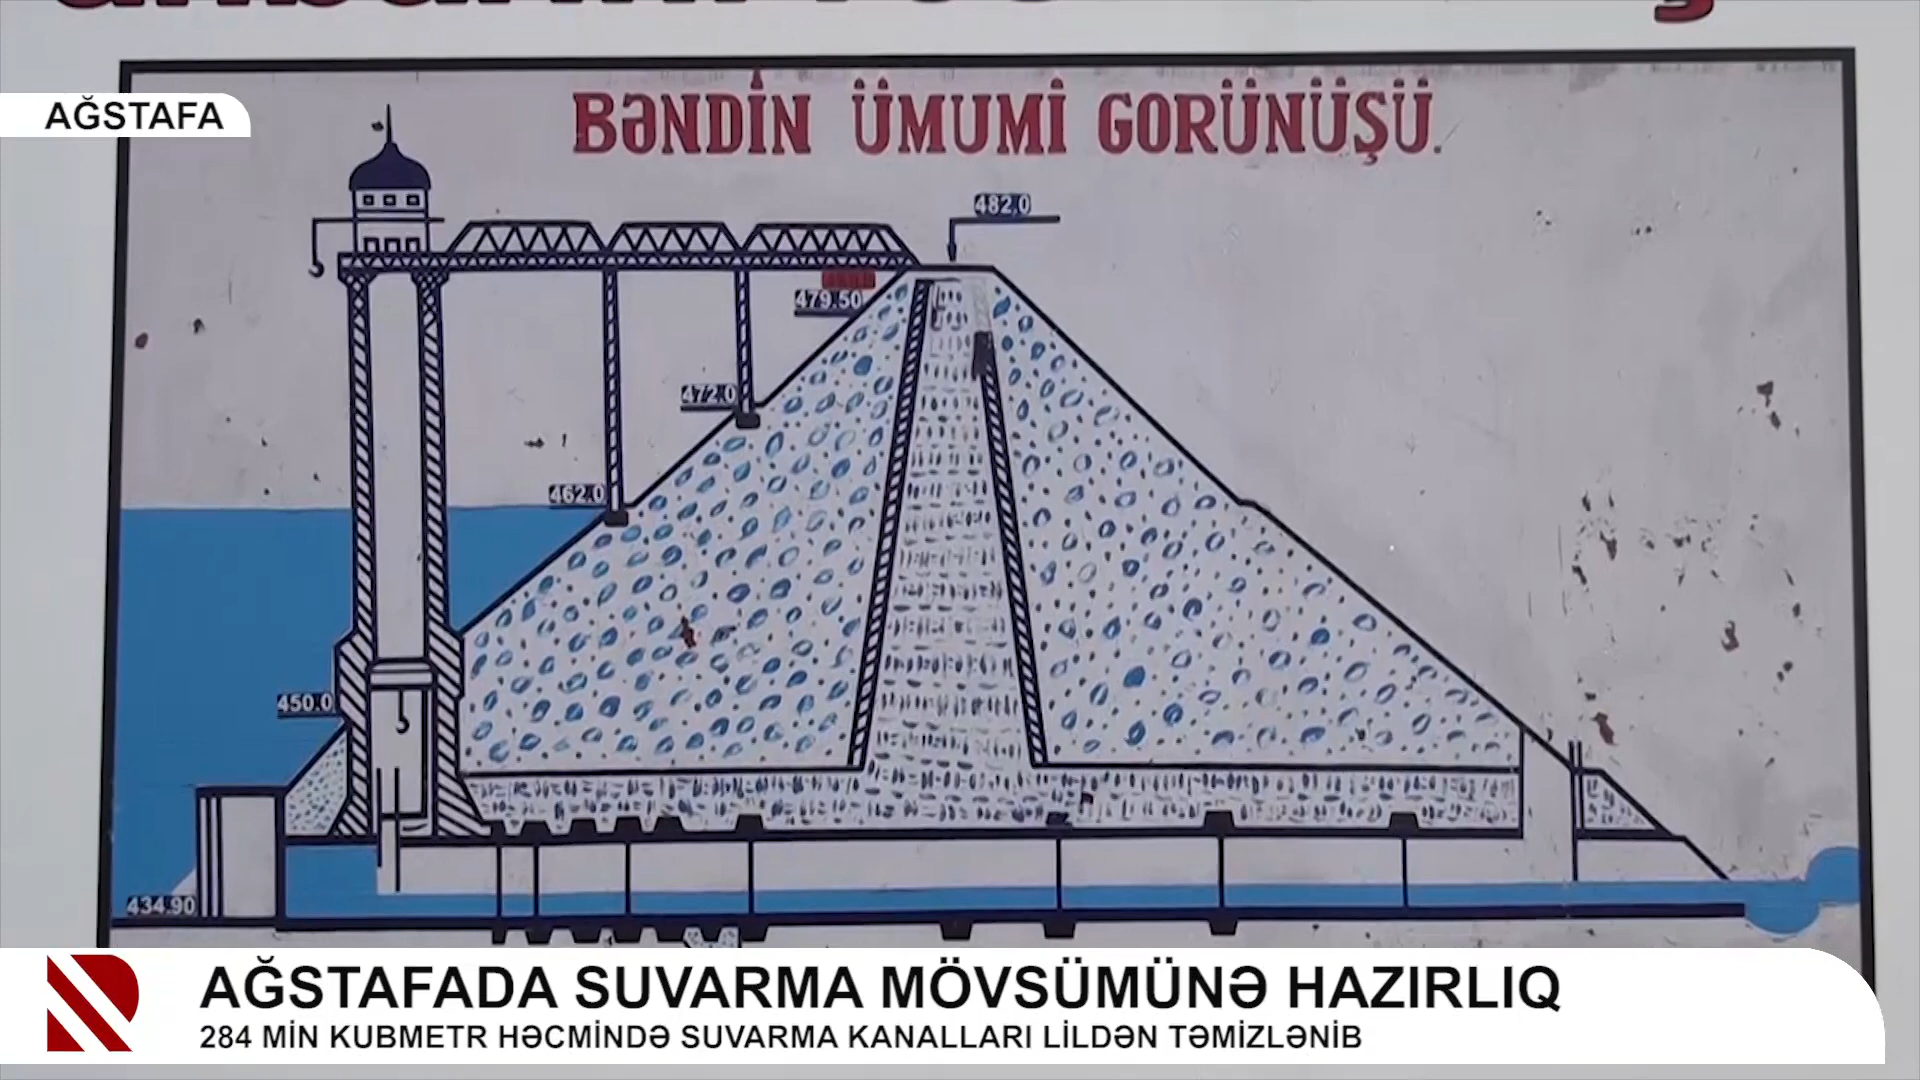 AĞSTAFA
BƏNDİN ÜMUMİ GORÜNÜŞÜ.
482.0
479.50
472.0
462.0
450.0
434.90
AĞSTAFADA SUVARMA MÖVSÜMÜNƏ HAZIRLIQ
284 MİN KUBMETR HƏCMİNDƏ SUVARMA KANALLARI LİLDƏN TƏMİZLƏNİB